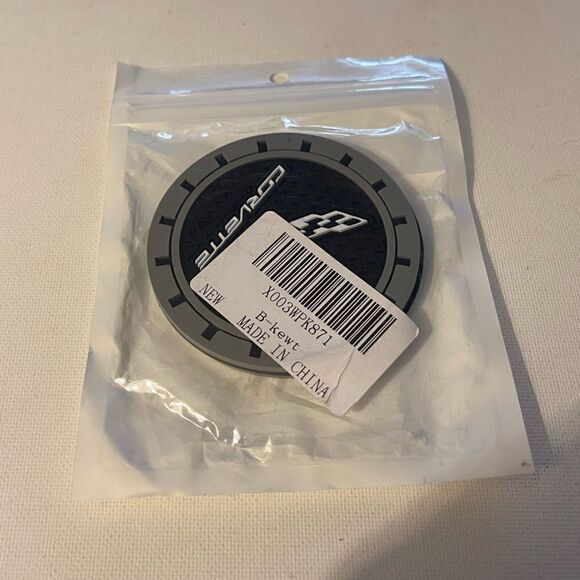 CORVETTE
X003WPK871
B-kewt
NEW
MADE IN CHINA